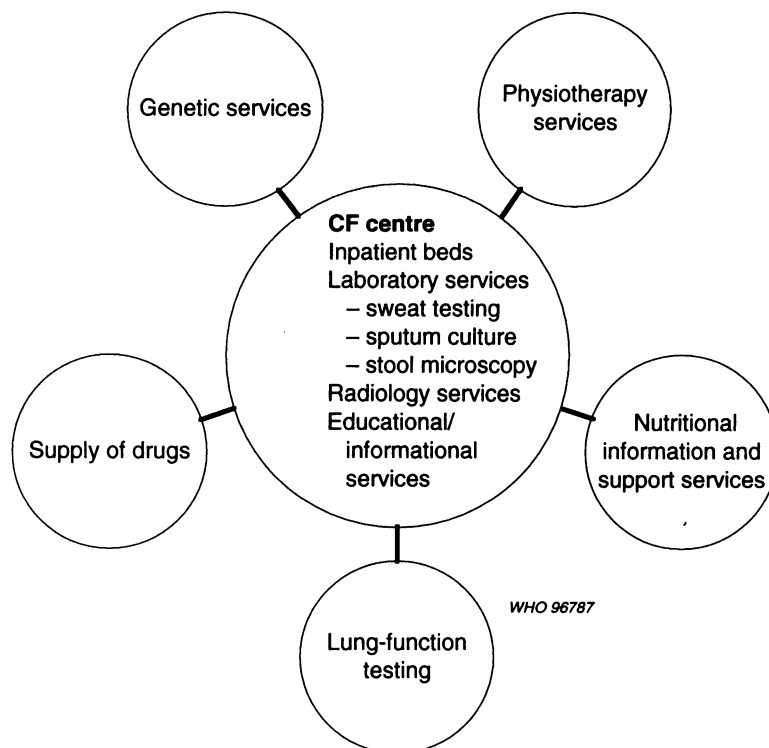 Genetic services
Physiotherapy
services
CF centre
Inpatient beds
Laboratory services
– sweat testing
– sputum culture
– stool microscopy
Radiology services
Educational/
informational
services
Supply of drugs
Nutritional
information and
support services
Lung-function
testing
WHO 96787